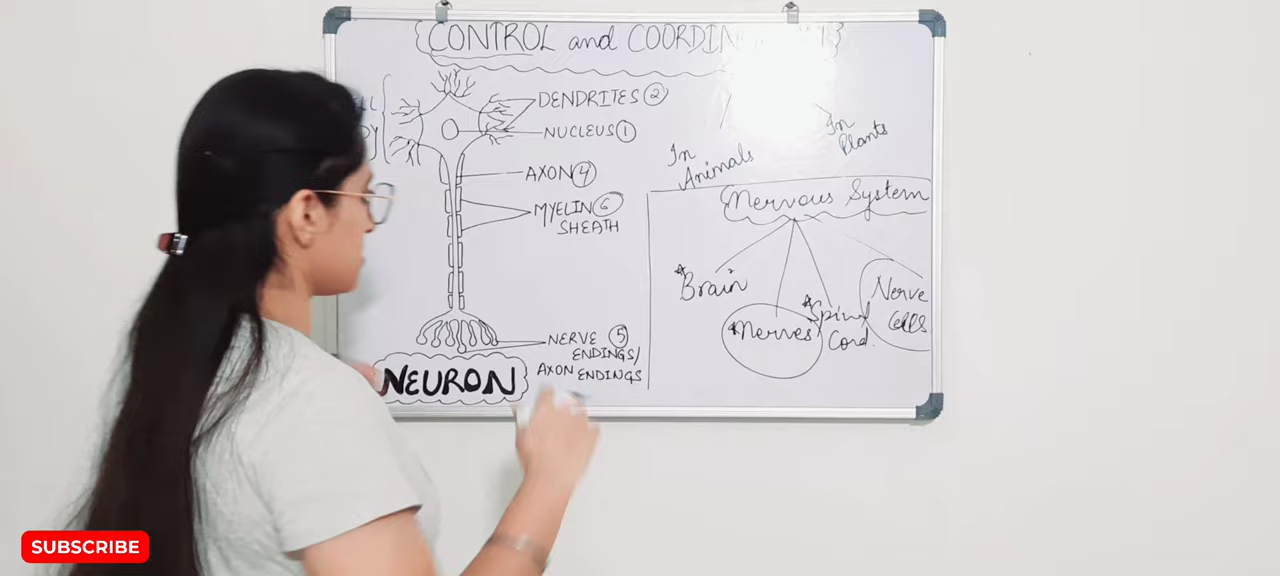 CONTROL and COORDIN
DENDRITES 2
NUCLEUS 1
AXON 4
MYELIN 6
SHEATH
NERVE 5
ENDINGS/
AXON ENDINGS
NEURON
In
Animals
In
Plants
Nervous System
*Brain
*Nerves
*Spinal
Cord.
Nerve
Cells
SUBSCRIBE